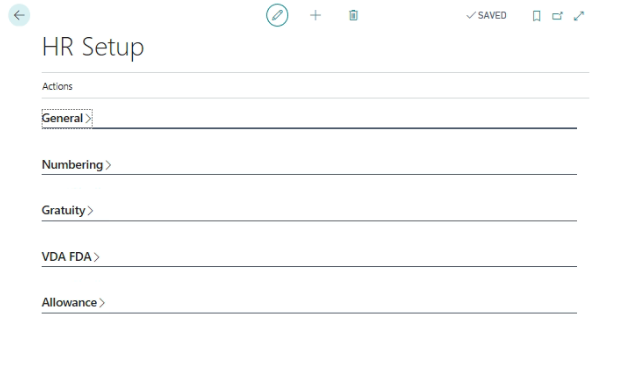 SAVED
HR Setup
Actions
General
Numbering
Gratuity
VDA FDA
Allowance